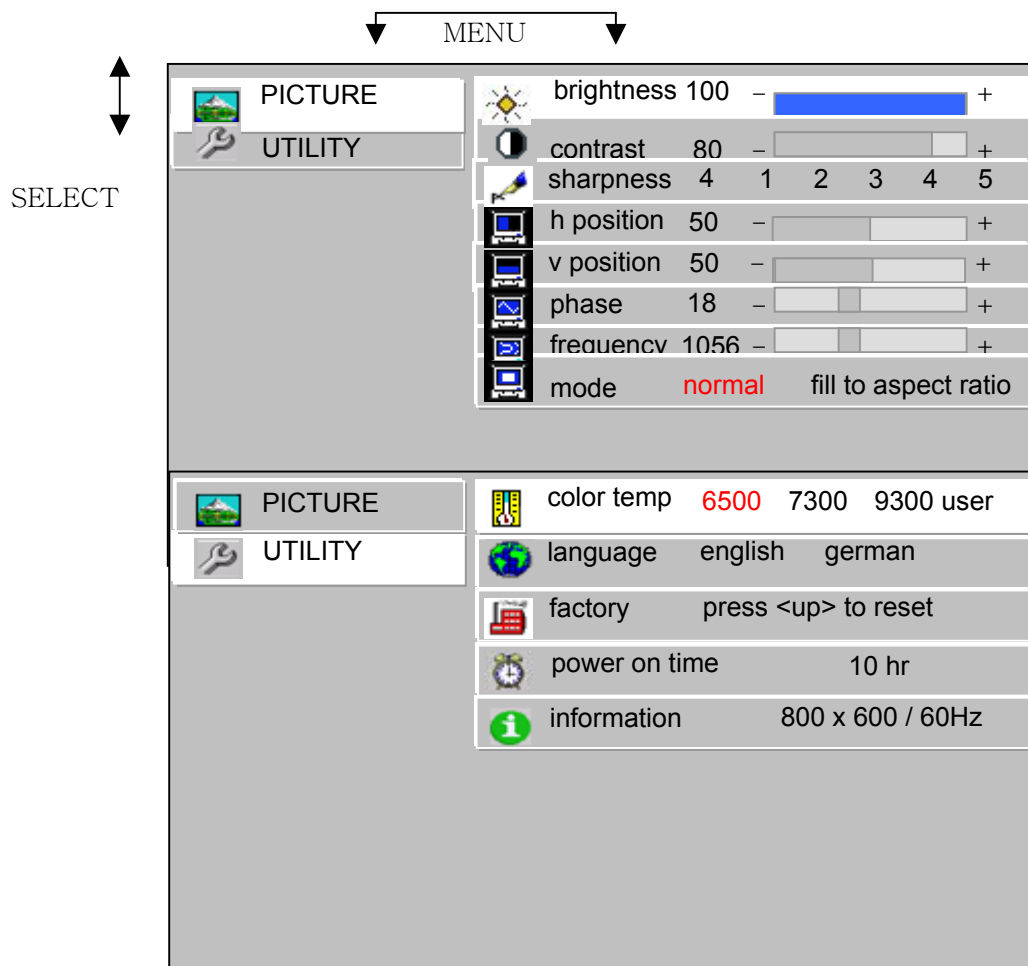 MENU
SELECT
PICTURE
UTILITY
brightness 100 – +
contrast 80 – +
sharpness 4 1 2 3 4 5
h position 50 – +
v position 50 – +
phase 18 – +
frequency 1056 – +
mode normal fill to aspect ratio
PICTURE
UTILITY
color temp 6500 7300 9300 user
language english german
factory press <up> to reset
power on time 10 hr
information 800 x 600 / 60Hz